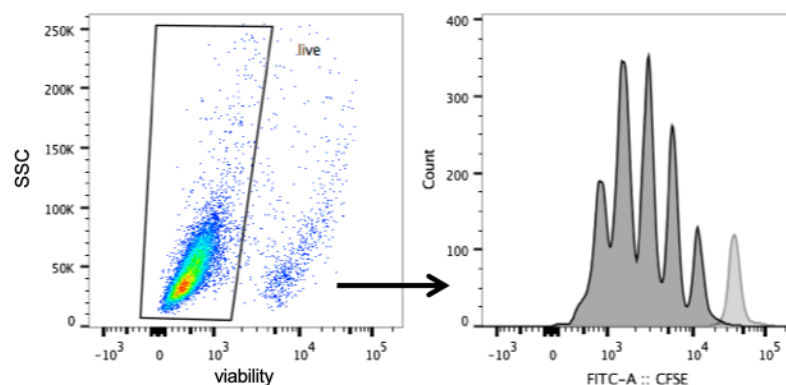 250K
200K
150K
100K
50K
0
SSC
live
-10³ 0 10³ 10⁴ 10⁵
viability
400
300
200
100
0
Count
-10³ 0 10³ 10⁴ 10⁵
FITC-A :: CFSE